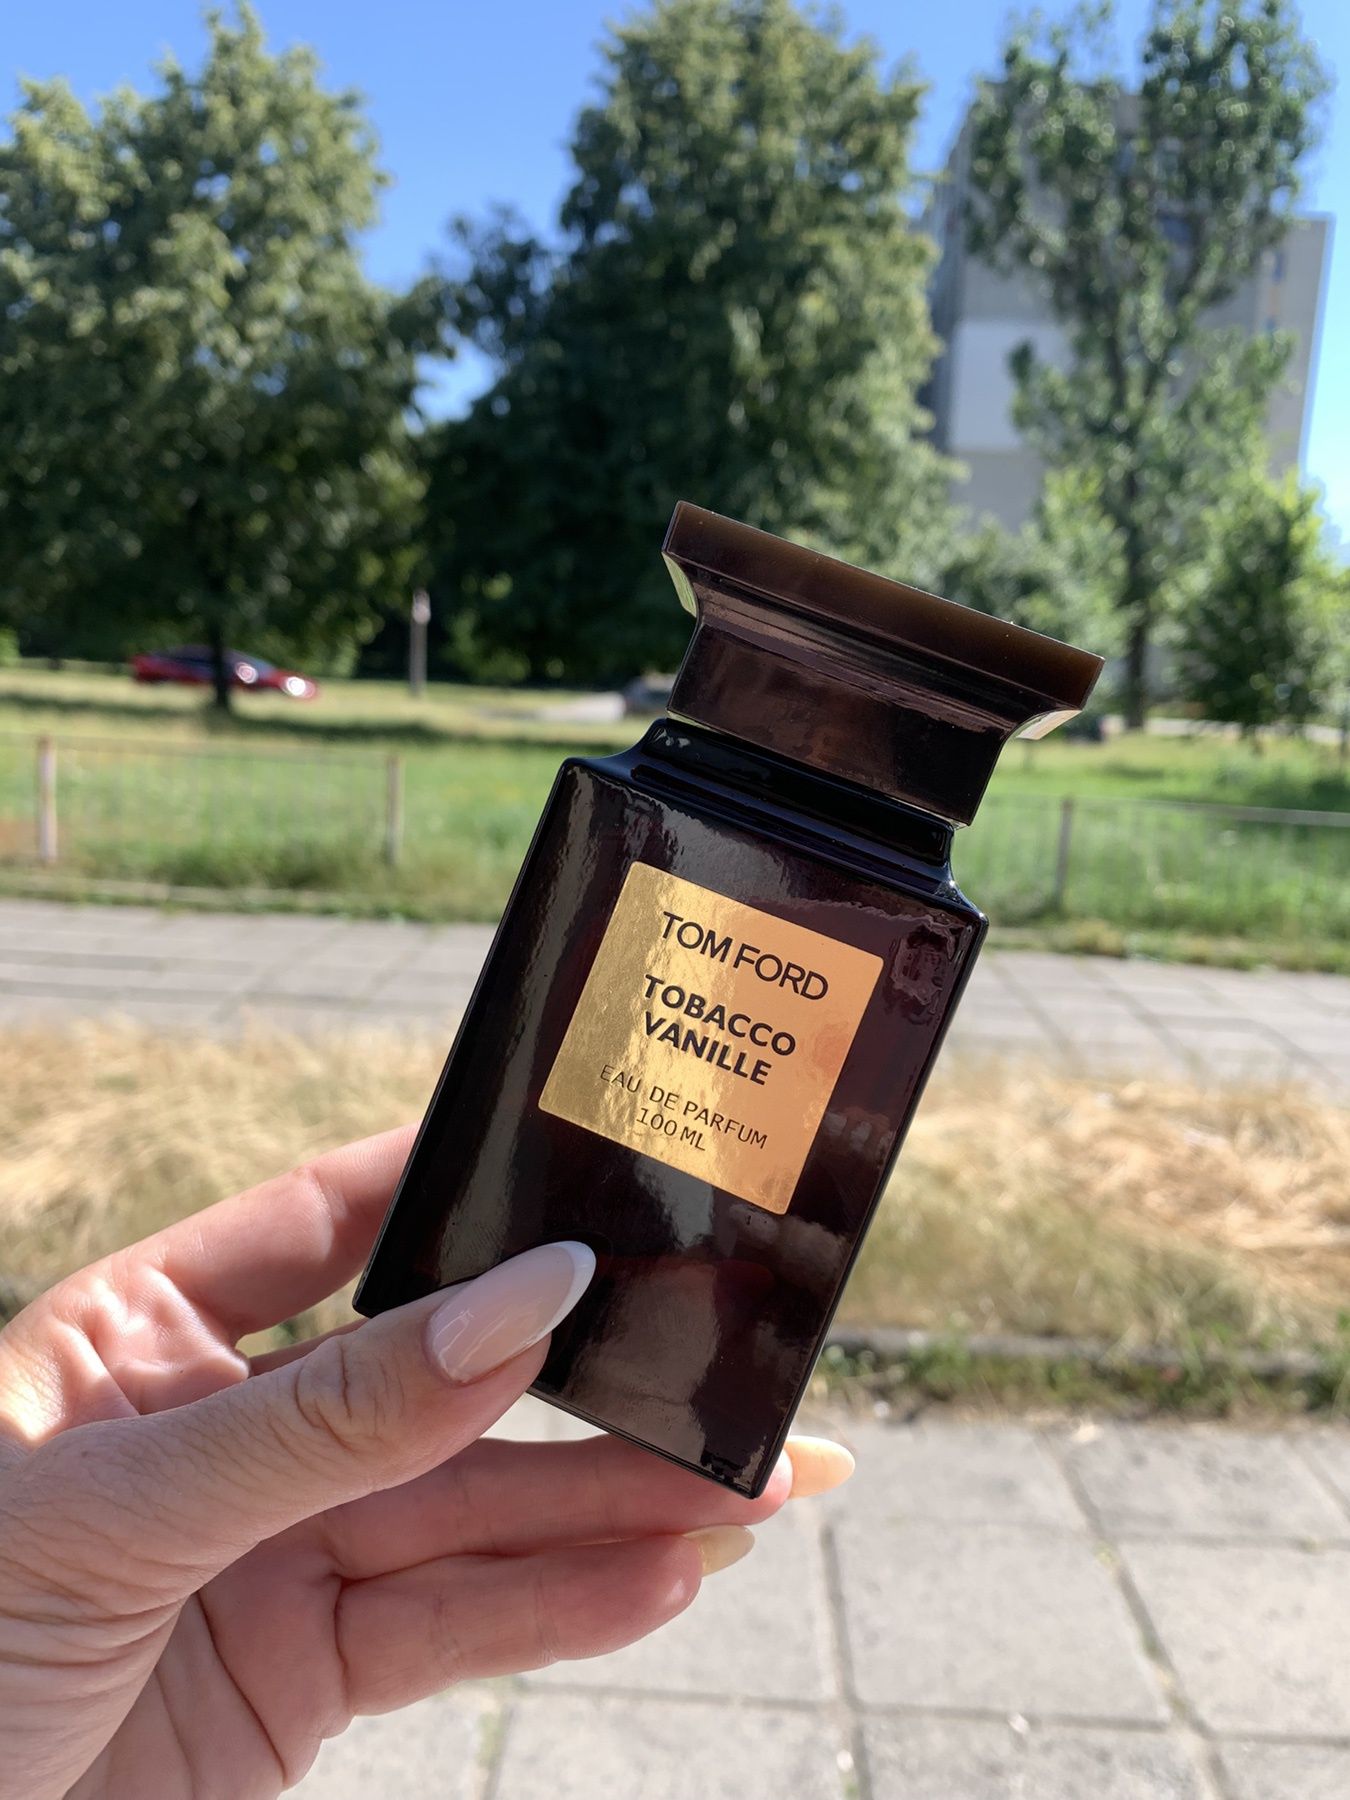 TOM FORD
TOBACCO
VANILLE
EAU DE PARFUM
100 ML